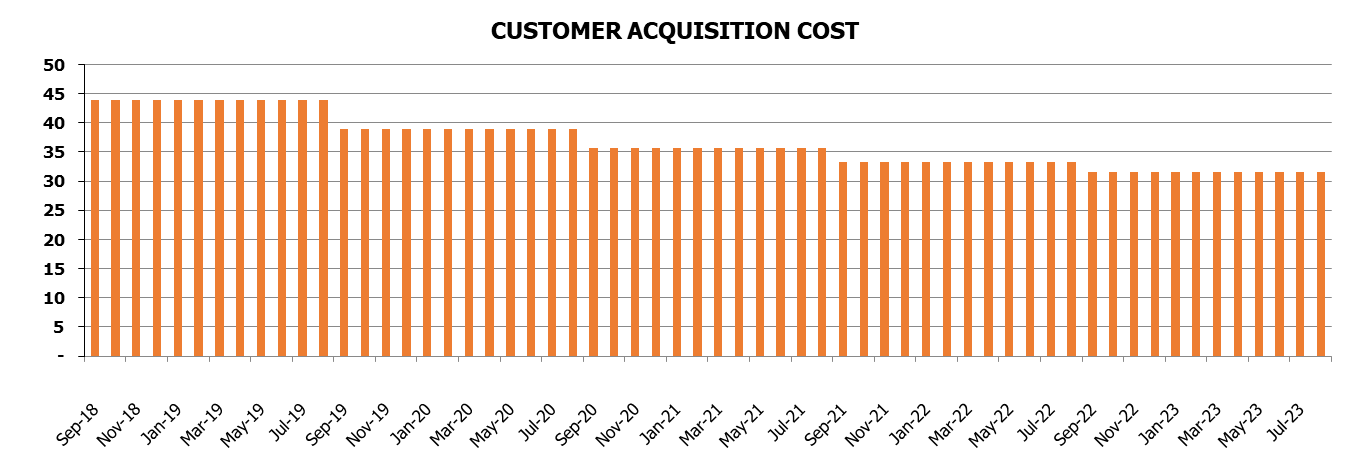 CUSTOMER ACQUISITION COST
50
45
40
35
30
25
20
15
10
5
-
Sep-18
Nov-18
Jan-19
Mar-19
May-19
Jul-19
Sep-19
Nov-19
Jan-20
Mar-20
May-20
Jul-20
Sep-20
Nov-20
Jan-21
Mar-21
May-21
Jul-21
Sep-21
Nov-21
Jan-22
Mar-22
May-22
Jul-22
Sep-22
Nov-22
Jan-23
Mar-23
May-23
Jul-23